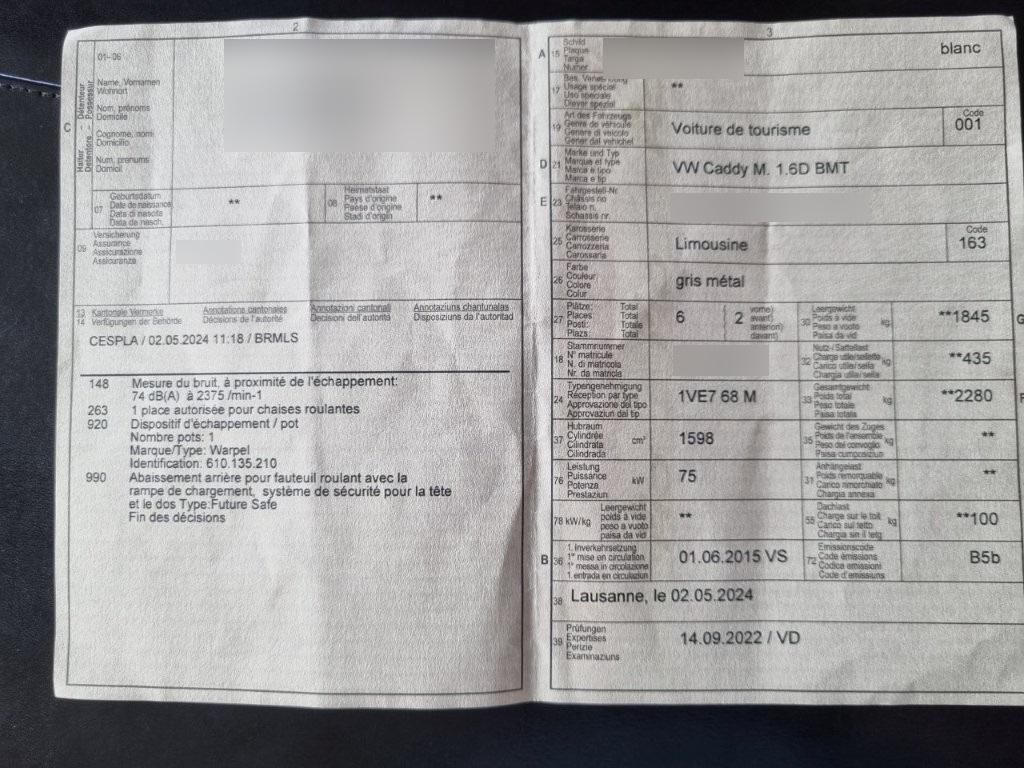 2
01-06
Name, Vornamen
Wohnort
Nom, prénoms
Domicile
Cognome, nomi
Domicilio
Num, prenums
Domicil
C
Halter - Détenteur
Detentore - Possessur
07
Geburtsdatum
Date de naissance
Data di nascita
Data da nasch.
**
08
Heimatstaat
Pays d'origine
Paese d'origine
Stadi d'origin
**
09
Versicherung
Assurance
Assicurazione
Assicuranza
13 Kantonale Vermerke
14 Verfügungen der Behörde
Annotations cantonales
Décisions de l'autorité
Annotazioni cantonali
Decisioni dell'autorità
Annotaziuns chantunalas
Disposiziuns da l'autoritad
CESPLA / 02.05.2024 11:18 / BRMLS
148 Mesure du bruit, à proximité de l'échappement:
74 dB(A) à 2375 /min-1
263 1 place autorisée pour chaises roulantes
920 Dispositif d'échappement / pot
Nombre pots: 1
Marque/Type: Warpel
Identification: 610.135.210
990 Abaissement arrière pour fauteuil roulant avec la
rampe de chargement, système de sécurité pour la tête
et le dos Type:Future Safe
Fin des décisions
3
A 15
Schild
Plaque
Targa
Numer
blanc
17
Usage spécial
Uso speciale
Diever spezial
**
19
Art des Fahrzeugs
Genre de véhicule
Genere di veicolo
Gener dal vehichel
Voiture de tourisme
Code
001
D 21
Marke und Typ
Marque et type
Marca e tipo
Marca e tip
VW Caddy M. 1.6D BMT
E 23
Fahrgestell-Nr.
Châssis no
Telaio n.
Schassis nr.
25
Karosserie
Carrosserie
Carrozzeria
Carossaria
Limousine
Code
163
26
Farbe
Couleur
Colore
Colur
gris métal
27
Plätze: Total
Places: Total
Posti: Totale
Plazs: Total
6
2
vorne)
avant)
anteriori)
davant)
30
Leergewicht
Poids à vide
Peso a vuoto
Paisa da vid
kg
**1845
18
Stammnummer
N° matricule
N. di matricola
Nr. da matricla
32
Nutz-/Sattellast
Charge utile/sellette
Carico utile/sella
Chargia utila/sella
kg
**435
24
Typengenehmigung
Réception par type
Approvazione del tipo
Approvaziun dal tip
1VE7 68 M
33
Gesamtgewicht
Poids total
Peso totale
Paisa totala
kg
**2280
37
Hubraum
Cylindrée
Cilindrata
Cilindrada
cm³
1598
35
Gewicht des Zuges
Poids de l'ensemble
Peso del convoglio
Paisa cumposiziun
kg
**
76
Leistung
Puissance
Potenza
Prestaziun
kW
75
31
Anhängelast
Poids remorquable
Carico rimorchiato
Chargia annexa
kg
**
78 kW/kg
Leergewicht
poids à vide
peso a vuoto
paisa da vid
**
55
Dachlast
Charge sur le toit
Carico sul tetto
Chargia sin il tetg
kg
**100
B 36
1. Inverkehrsetzung
1re mise en circulation
1a messa in circolazione
1. entrada en circulaziun
01.06.2015 VS
72
Emissionscode
Code émissions
Codice emissioni
Code d'emissiuns
B5b
38 Lausanne, le 02.05.2024
39
Prüfungen
Expertises
Perizie
Examinaziuns
14.09.2022 / VD